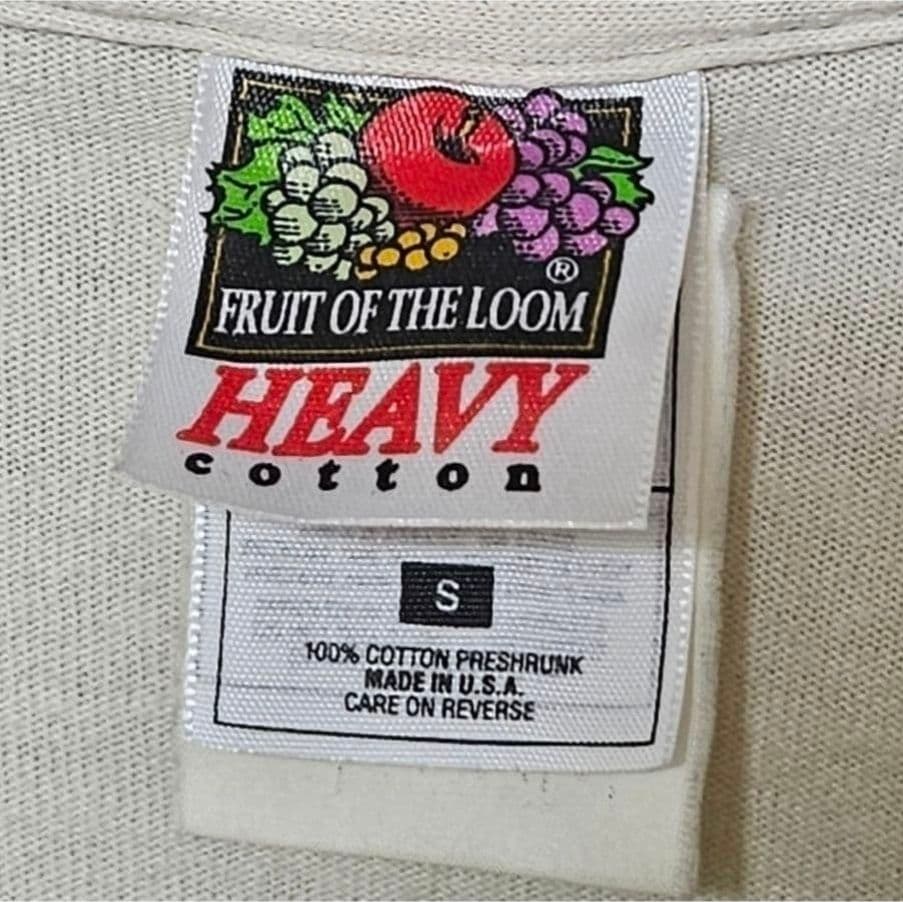 ®
FRUIT OF THE LOOM
HEAVY
cotton
S
100% COTTON PRESHRUNK
MADE IN U.S.A.
CARE ON REVERSE